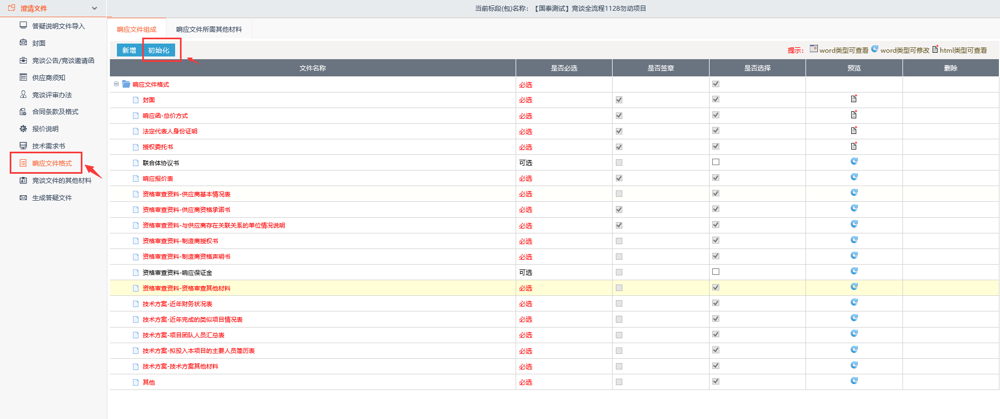 澄清文件
当前标段(包)名称：【国泰测试】竞谈全流程1128勿动项目
答疑说明文件导入
封面
竞谈公告/竞谈邀请函
供应商须知
竞谈评审办法
合同条款及格式
报价说明
技术需求书
响应文件格式
竞谈文件的其他材料
生成答疑文件
响应文件组成 响应文件所需其他材料
新增 初始化 提示： word类型可查看 word类型可修改 html类型可查看
文件名称 是否必选 是否签章 是否选择 预览 删除
响应文件格式 必选
封面 必选
响应函-总价方式 必选
法定代表人身份证明 必选
授权委托书 必选
联合体协议书 可选
响应报价表 必选
资格审查资料-供应商基本情况表 必选
资格审查资料-供应商资格承诺书 必选
资格审查资料-与供应商存在关联关系的单位情况说明 必选
资格审查资料-制造商授权书 必选
资格审查资料-制造商资格声明书 必选
资格审查资料-响应保证金 可选
资格审查资料-资格审查其他材料 必选
技术方案-近年财务状况表 必选
技术方案-近年完成的类似项目情况表 必选
技术方案-项目团队人员汇总表 必选
技术方案-拟投入本项目的主要人员简历表 必选
技术方案-技术方案其他材料 必选
其他 必选